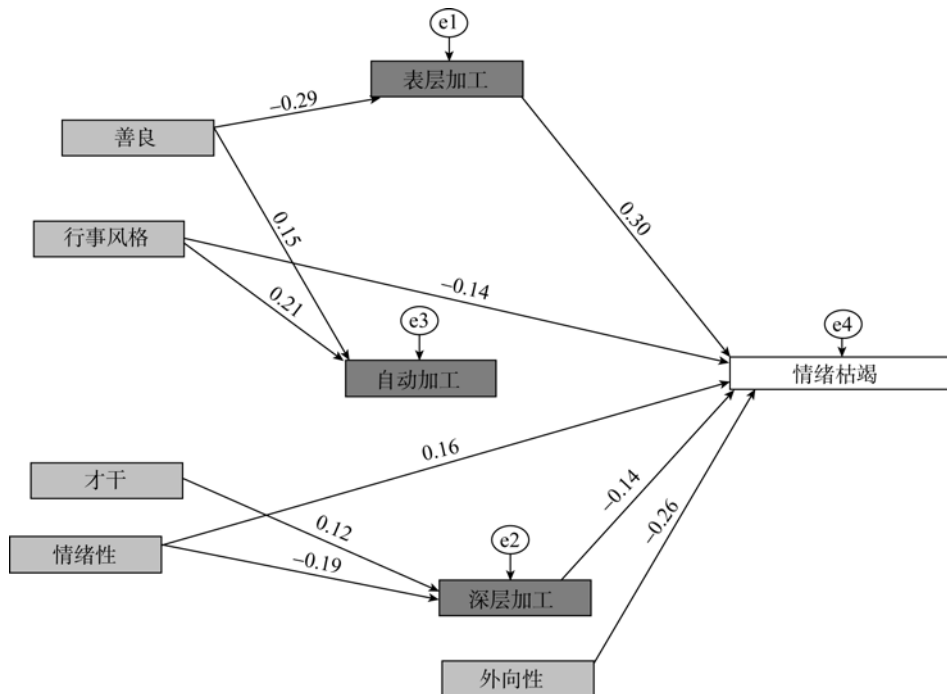 e1
表层加工
−0.29
善良
0.15
0.30
行事风格
−0.14
0.21
e3
e4
自动加工
情绪枯竭
0.16
才干
−0.14
0.12
−0.26
情绪性
−0.19
e2
深层加工
外向性